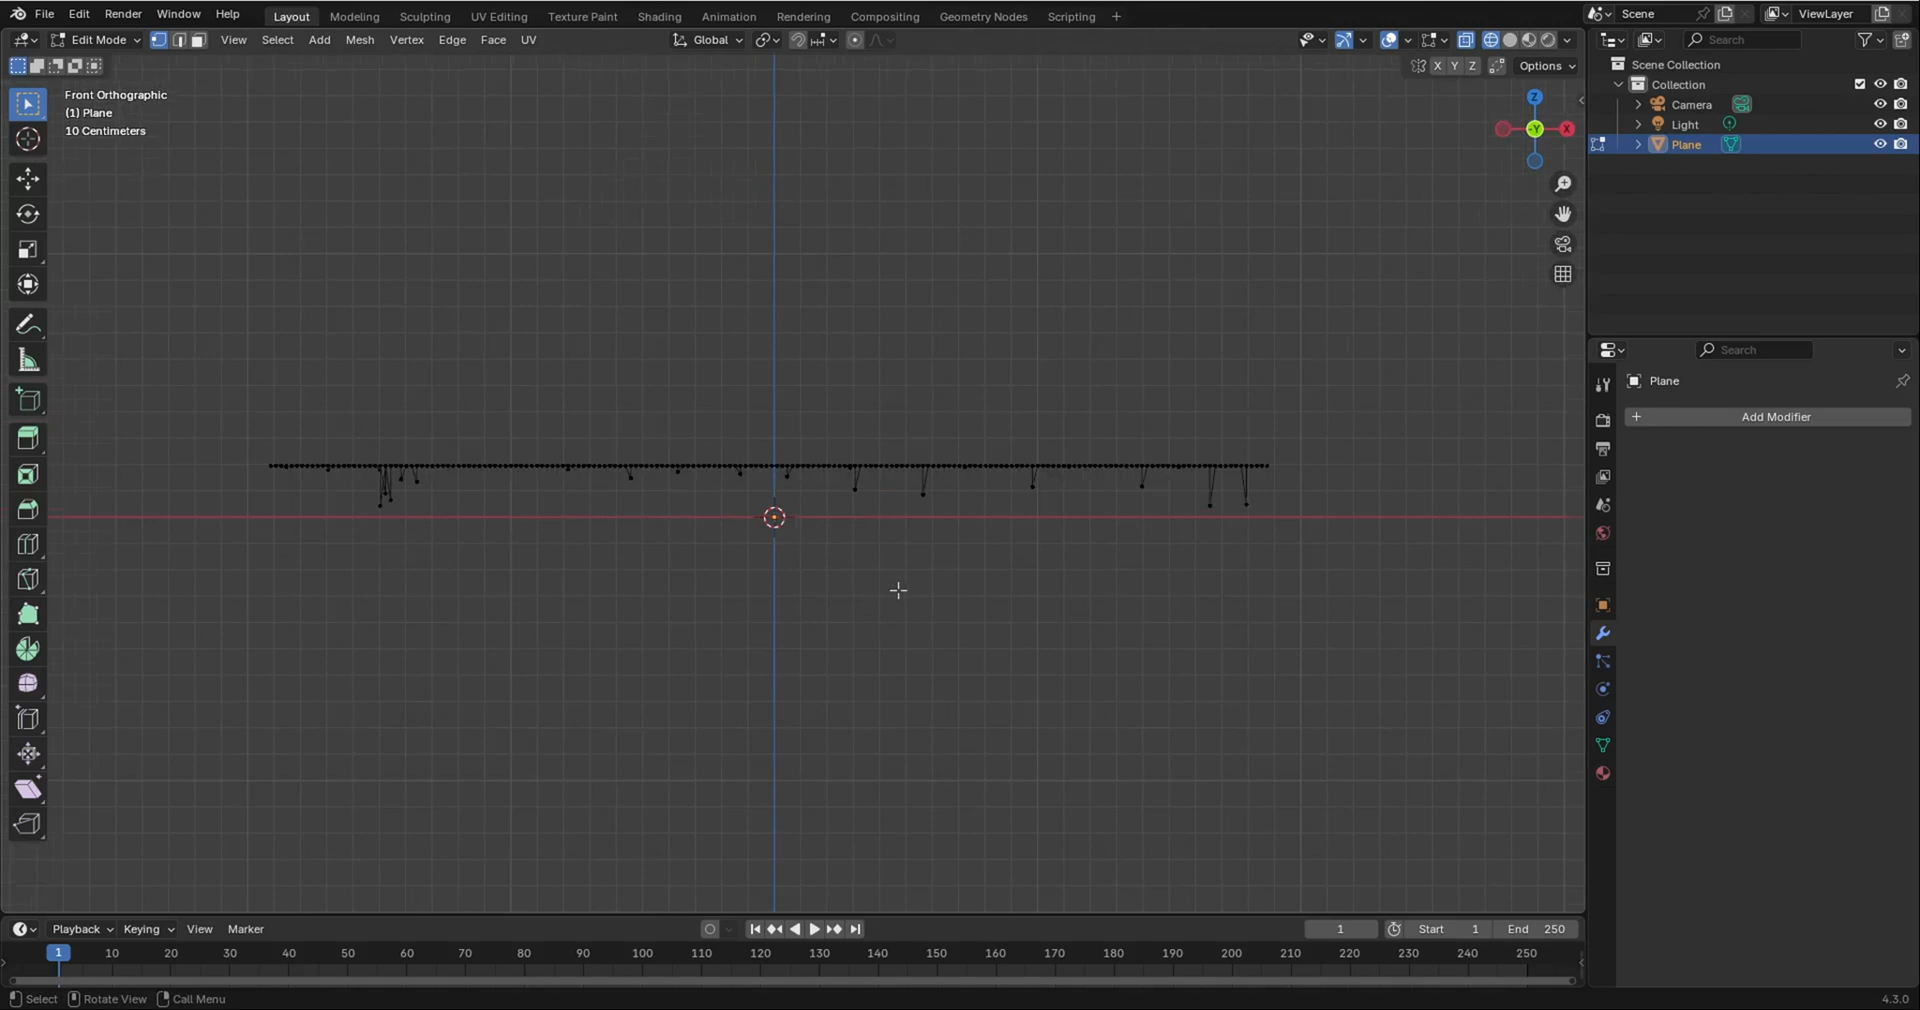 File Edit Render Window Help Layout Modeling Sculpting UV Editing Texture Paint Shading Animation Rendering Compositing Geometry Nodes Scripting + Scene ViewLayer
Edit Mode View Select Add Mesh Vertex Edge Face UV Global Search
X Y Z Options
Front Orthographic
(1) Plane
10 Centimeters
Z
-Y
X
Scene Collection
Collection
Camera
Light
Plane
Search
Plane
+ Add Modifier
Playback Keying View Marker 1 Start 1 End 250
1 10 20 30 40 50 60 70 80 90 100 110 120 130 140 150 160 170 180 190 200 210 220 230 240 250
Select Rotate View Call Menu 4.3.0